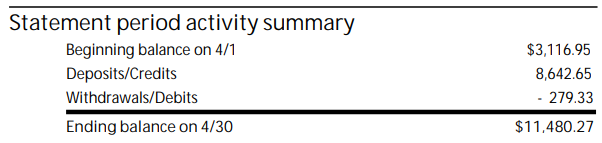 Statement period activity summary
Beginning balance on 4/1 $3,116.95
Deposits/Credits 8,642.65
Withdrawals/Debits - 279.33
Ending balance on 4/30 $11,480.27